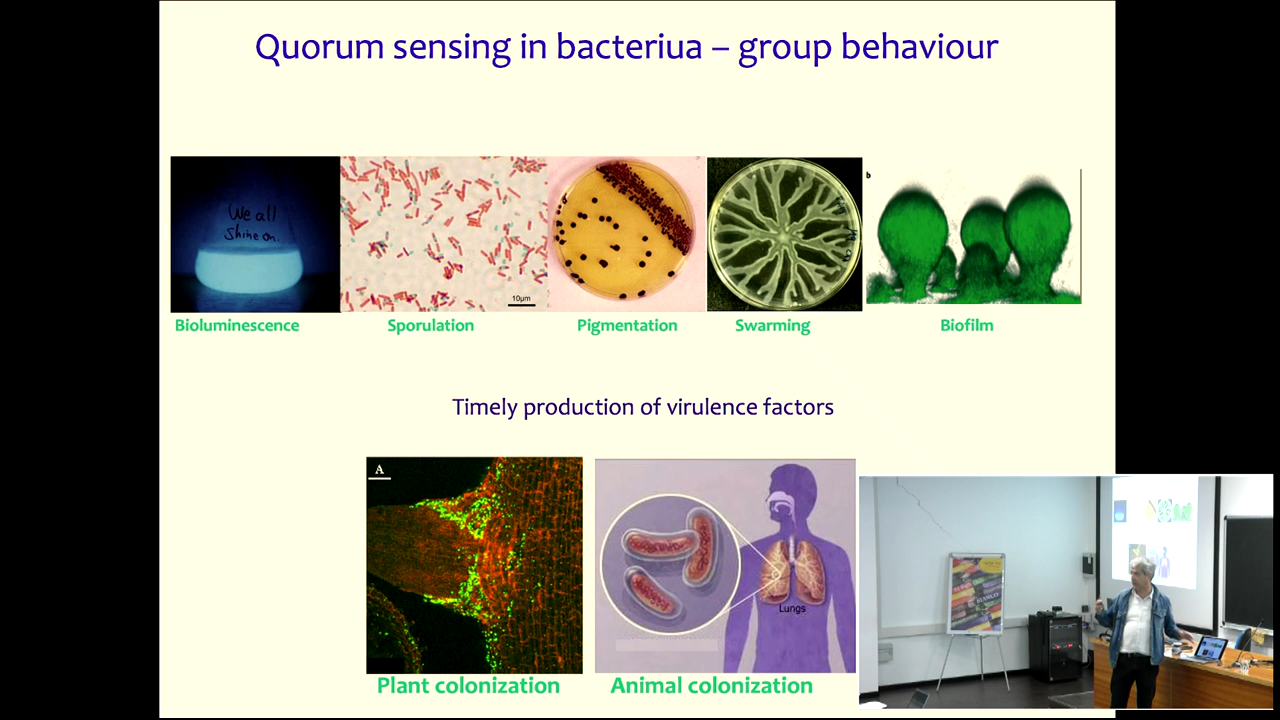 Quorum sensing in bacteriua – group behaviour
We all
Shine on.
10µm
b
Bioluminescence
Sporulation
Pigmentation
Swarming
Biofilm
Timely production of virulence factors
A
Lungs
Plant colonization
Animal colonization